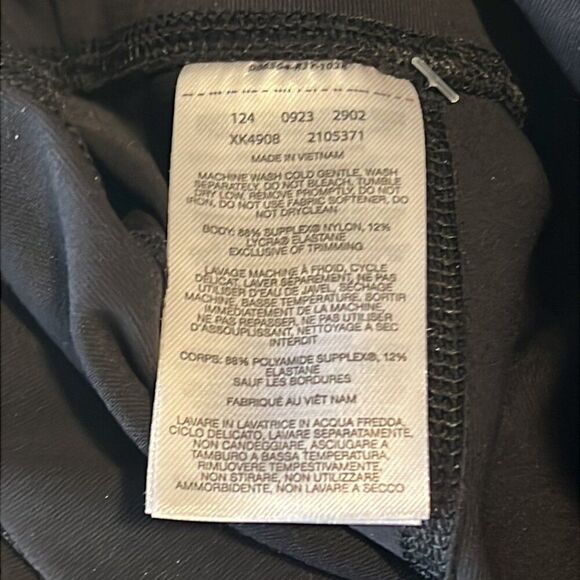 124 0923 2902
XK490B 2105371
MADE IN VIETNAM
MACHINE WASH COLD GENTLE, WASH
SEPARATELY, DO NOT BLEACH, TUMBLE
DRY LOW, REMOVE PROMPTLY, DO NOT
IRON, DO NOT USE FABRIC SOFTENER, DO
NOT DRYCLEAN
BODY: 88% SUPPLEX® NYLON, 12%
LYCRA® ELASTANE
EXCLUSIVE OF TRIMMING
LAVAGE MACHINE À FROID, CYCLE
DELICAT, LAVER SÉPARÉMENT, NE PAS
UTILISER D'EAU DE JAVEL, SÉCHAGE
MACHINE, BASSE TEMPÉRATURE, SORTIR
IMMÉDIATEMENT DE LA MACHINE,
NE PAS REPASSER, NE PAS UTILISER
D'ASSOUPLISSANT, NETTOYAGE A SEC
INTERDIT
CORPS: 88% POLYAMIDE SUPPLEX®, 12%
ELASTANE
SAUF LES BORDURES
FABRIQUÉ AU VIÊT NAM
LAVARE IN LAVATRICE IN ACQUA FREDDA,
CICLO DELICATO, LAVARE SEPARATAMENTE,
NON CANDEGGIARE, ASCIUGARE A
TAMBURO A BASSA TEMPERATURA,
RIMUOVERE TEMPESTIVAMENTE,
NON STIRARE, NON UTILIZZARE
AMMORBIDENTE, NON LAVARE A SECCO